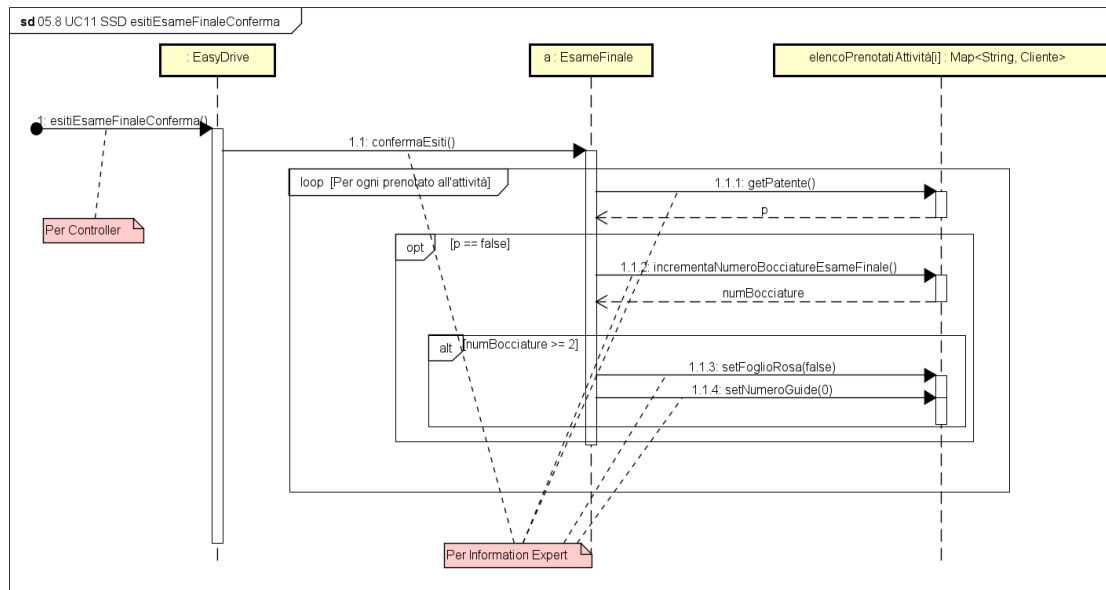 sd 05.8 UC11 SSD esitiEsameFinaleConferma
: EasyDrive
a : EsameFinale
elencoPrenotatiAttività[i] : Map<String, Cliente>
1: esitiEsameFinaleConferma()
1.1: confermaEsiti()
loop [Per ogni prenotato all'attività]
1.1.1: getPatente()
p
Per Controller
opt [p == false]
1.1.2: incrementaNumeroBocciatureEsameFinale()
numBocciature
alt [numBocciature >= 2]
1.1.3: setFoglioRosa(false)
1.1.4: setNumeroGuide(0)
Per Information Expert